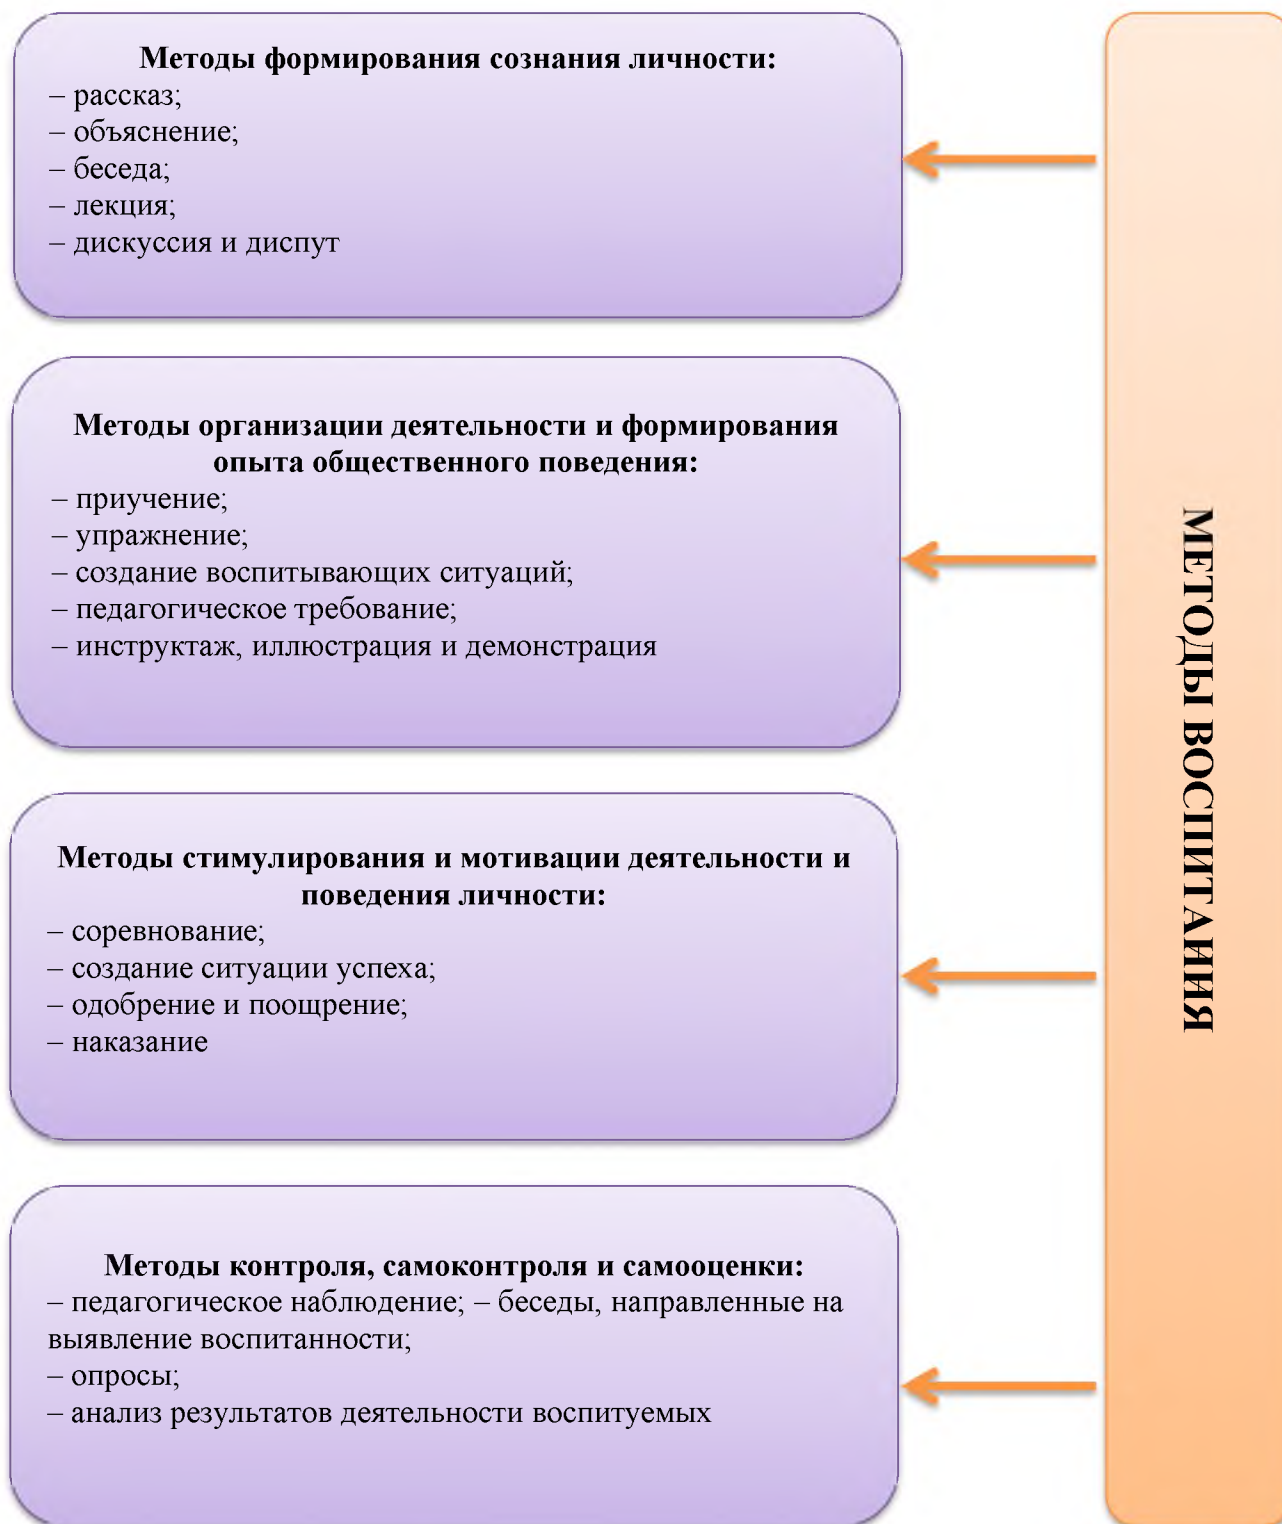 Методы формирования сознания личности:
– рассказ;
– объяснение;
– беседа;
– лекция;
– дискуссия и диспут
Методы организации деятельности и формирования
опыта общественного поведения:
– приучение;
– упражнение;
– создание воспитывающих ситуаций;
– педагогическое требование;
– инструктаж, иллюстрация и демонстрация
Методы стимулирования и мотивации деятельности и
поведения личности:
– соревнование;
– создание ситуации успеха;
– одобрение и поощрение;
– наказание
Методы контроля, самоконтроля и самооценки:
– педагогическое наблюдение; – беседы, направленные на
выявление воспитанности;
– опросы;
– анализ результатов деятельности воспитуемых
МЕТОДЫ ВОСПИТАНИЯ